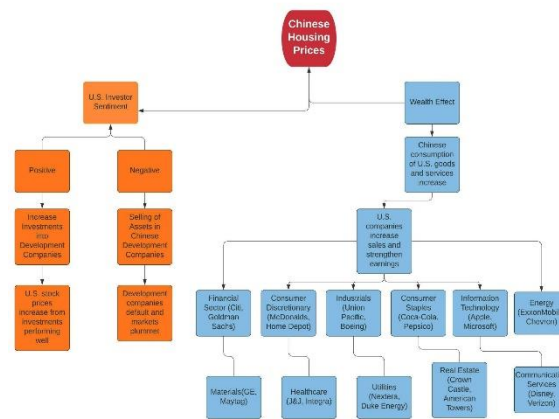 Chinese
Housing
Prices
U.S. Investor
Sentiment
Wealth Effect
Positive
Negative
Chinese
consumption
of U.S. goods
and services
increase
Increase
Investments
into
Development
Companies
Selling of
Assets in
Chinese
Development
Companies
U.S.
companies
increase
sales and
strengthen
earnings
U.S. stock
prices
increase from
investments
performing
well
Development
companies
default and
markets
plummer
Financial
Sector (Citi,
Goldman
Sachs)
Consumer
Discretionary
(McDonalds,
Home Depot)
Industrials
(Union
Pacific,
Boeing)
Consumer
Staples
(Coca-Cola,
Pepsico)
Information
Technology
(Apple,
Microsoft)
Energy
(ExxonMobil,
Chevron)
Materials(GE,
Maytag)
Healthcare
(J&J, Integra)
Utilities
(Nextera,
Duke Energy)
Real Estate
(Crown
Castle,
American
Towers)
Communication
Services
(Disney,
Verizon)